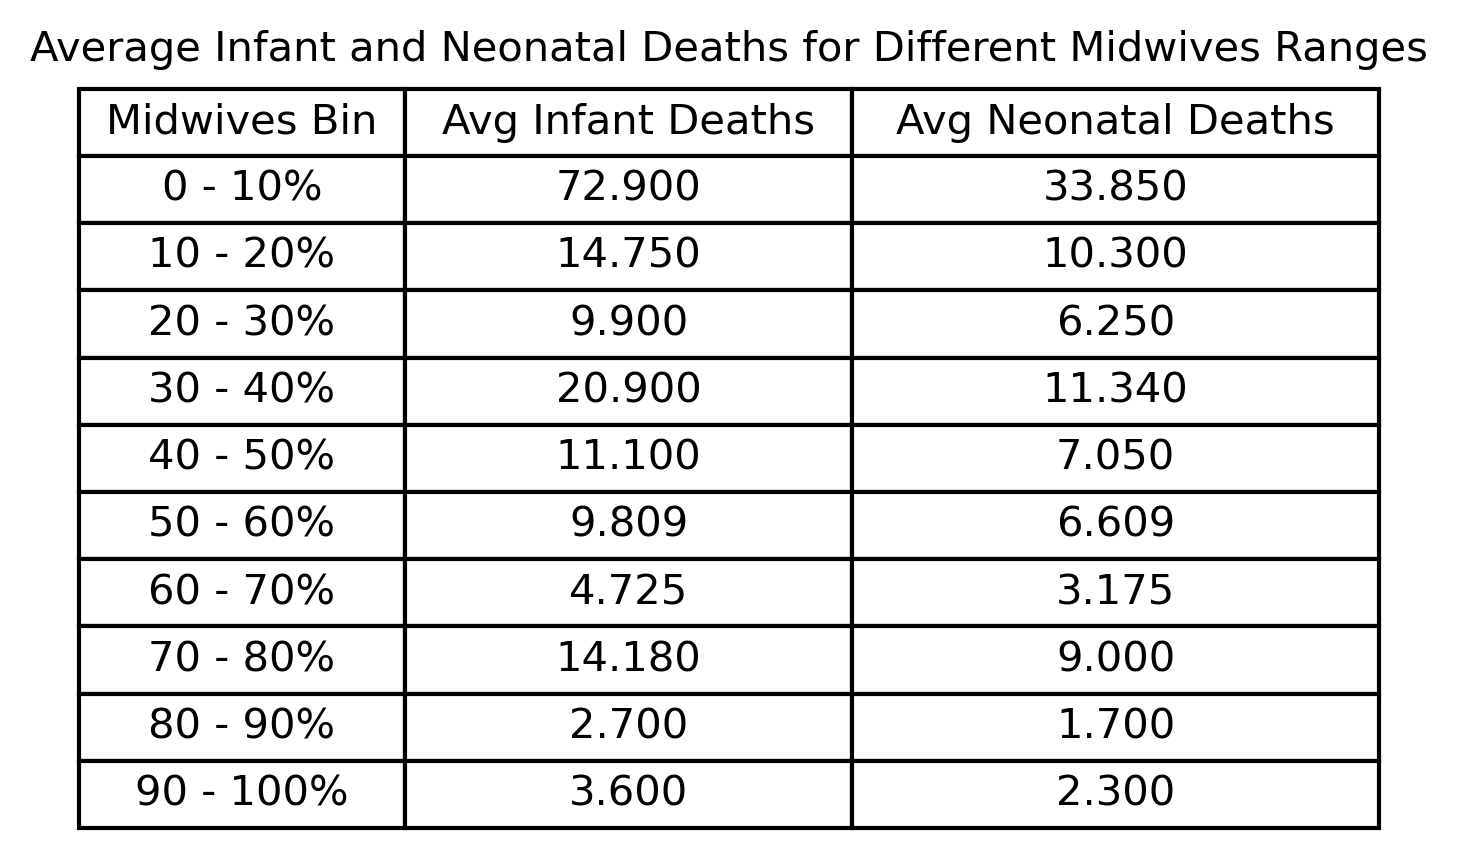 Average Infant and Neonatal Deaths for Different Midwives Ranges
Midwives Bin Avg Infant Deaths Avg Neonatal Deaths
0 - 10% 72.900 33.850
10 - 20% 14.750 10.300
20 - 30% 9.900 6.250
30 - 40% 20.900 11.340
40 - 50% 11.100 7.050
50 - 60% 9.809 6.609
60 - 70% 4.725 3.175
70 - 80% 14.180 9.000
80 - 90% 2.700 1.700
90 - 100% 3.600 2.300